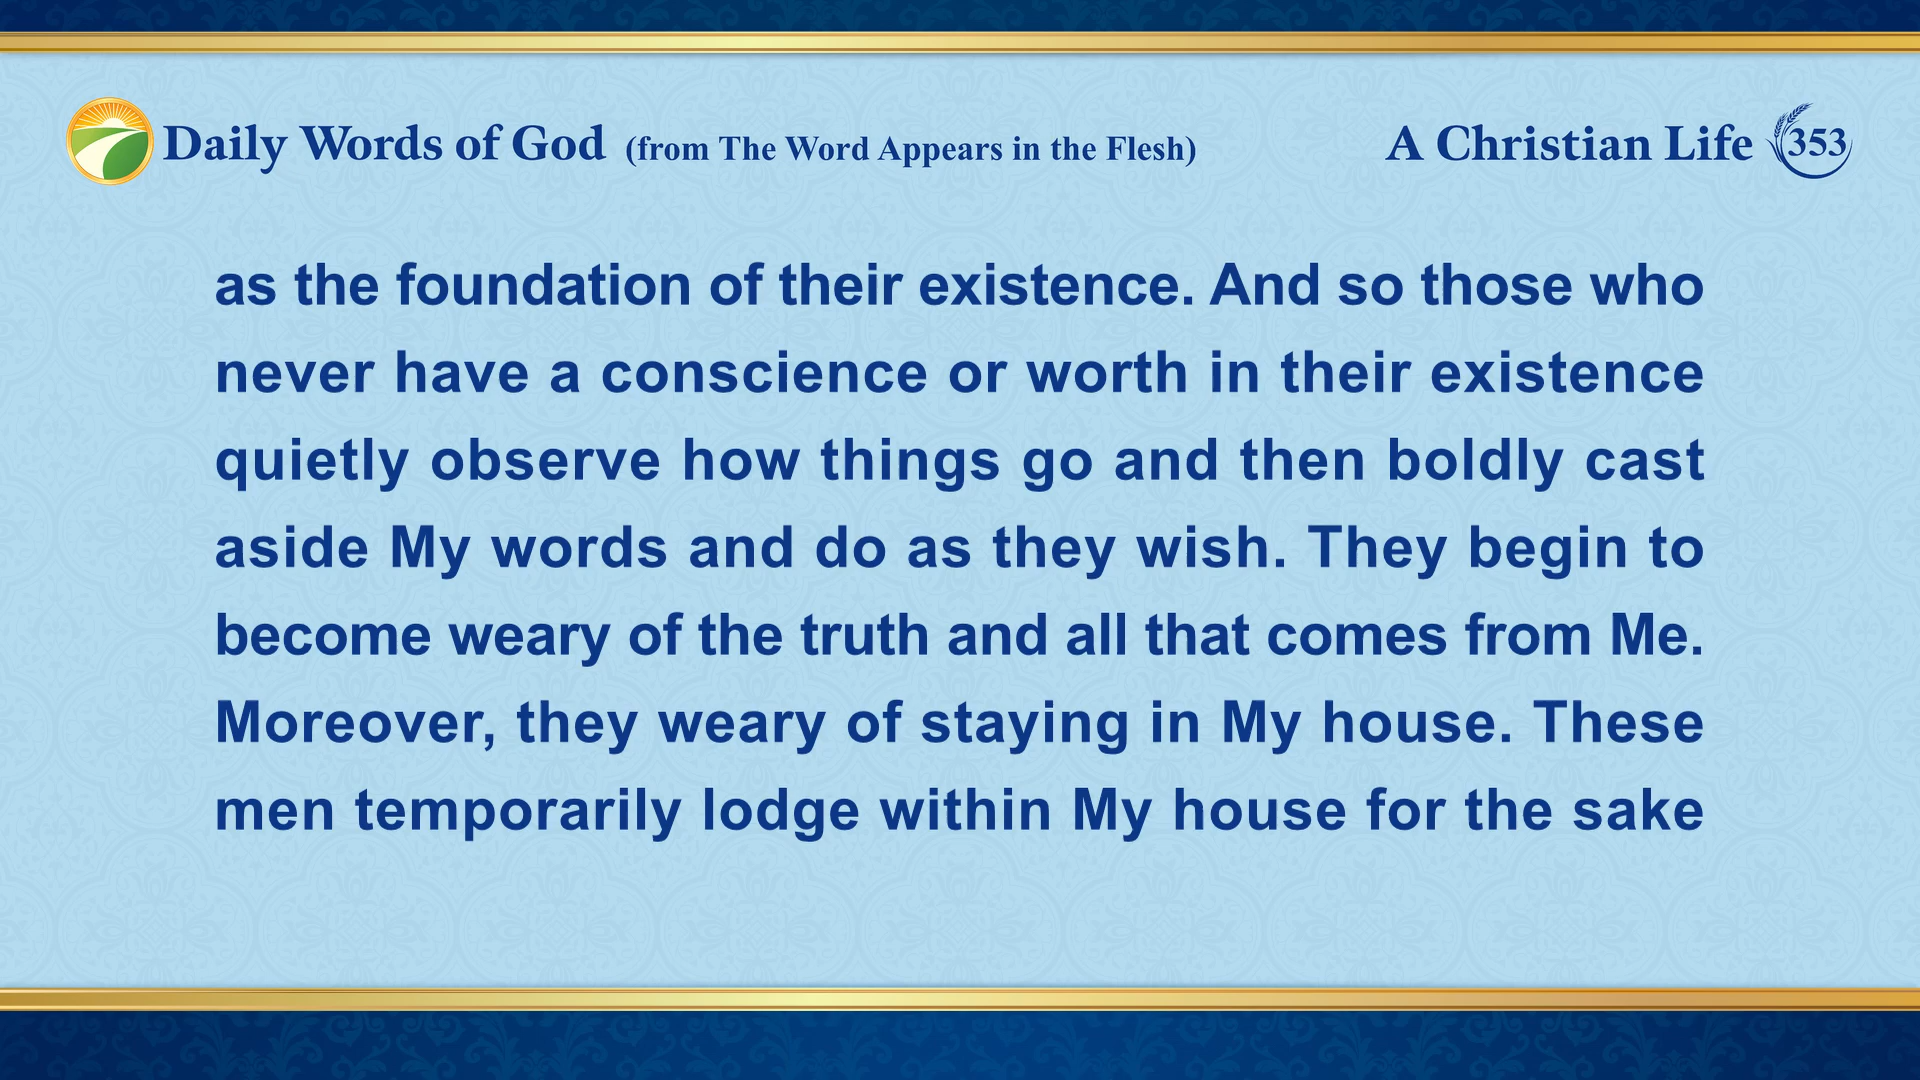 Daily Words of God (from The Word Appears in the Flesh) A Christian Life 353
as the foundation of their existence. And so those who
never have a conscience or worth in their existence
quietly observe how things go and then boldly cast
aside My words and do as they wish. They begin to
become weary of the truth and all that comes from Me.
Moreover, they weary of staying in My house. These
men temporarily lodge within My house for the sake